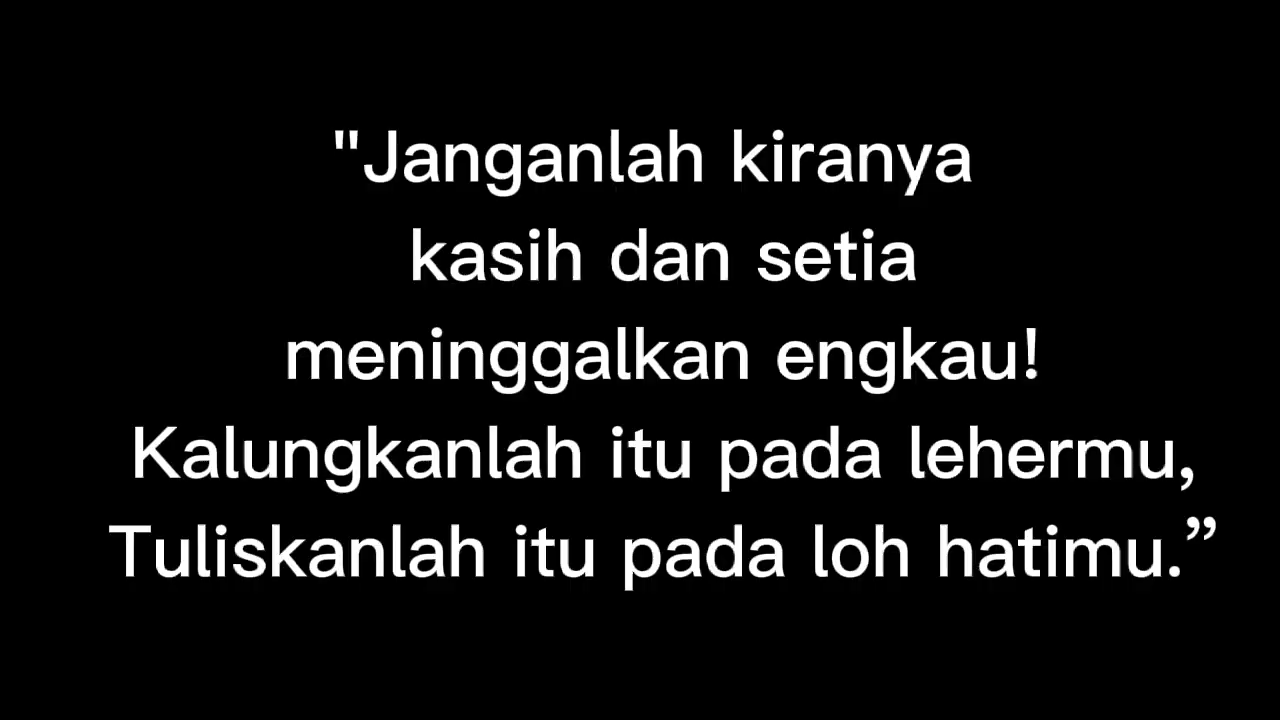 "Janganlah kiranya
kasih dan setia
meninggalkan engkau!
Kalungkanlah itu pada lehermu,
Tuliskanlah itu pada loh hatimu.”